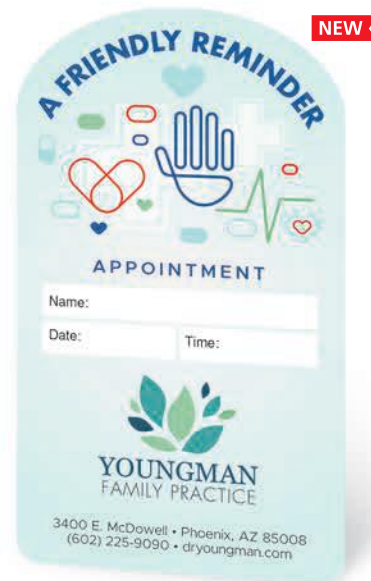 NEW
A FRIENDLY REMINDER
APPOINTMENT
Name:
Date: Time:
YOUNGMAN
FAMILY PRACTICE
3400 E. McDowell • Phoenix, AZ 85008
(602) 225-9090 • dryoungman.com